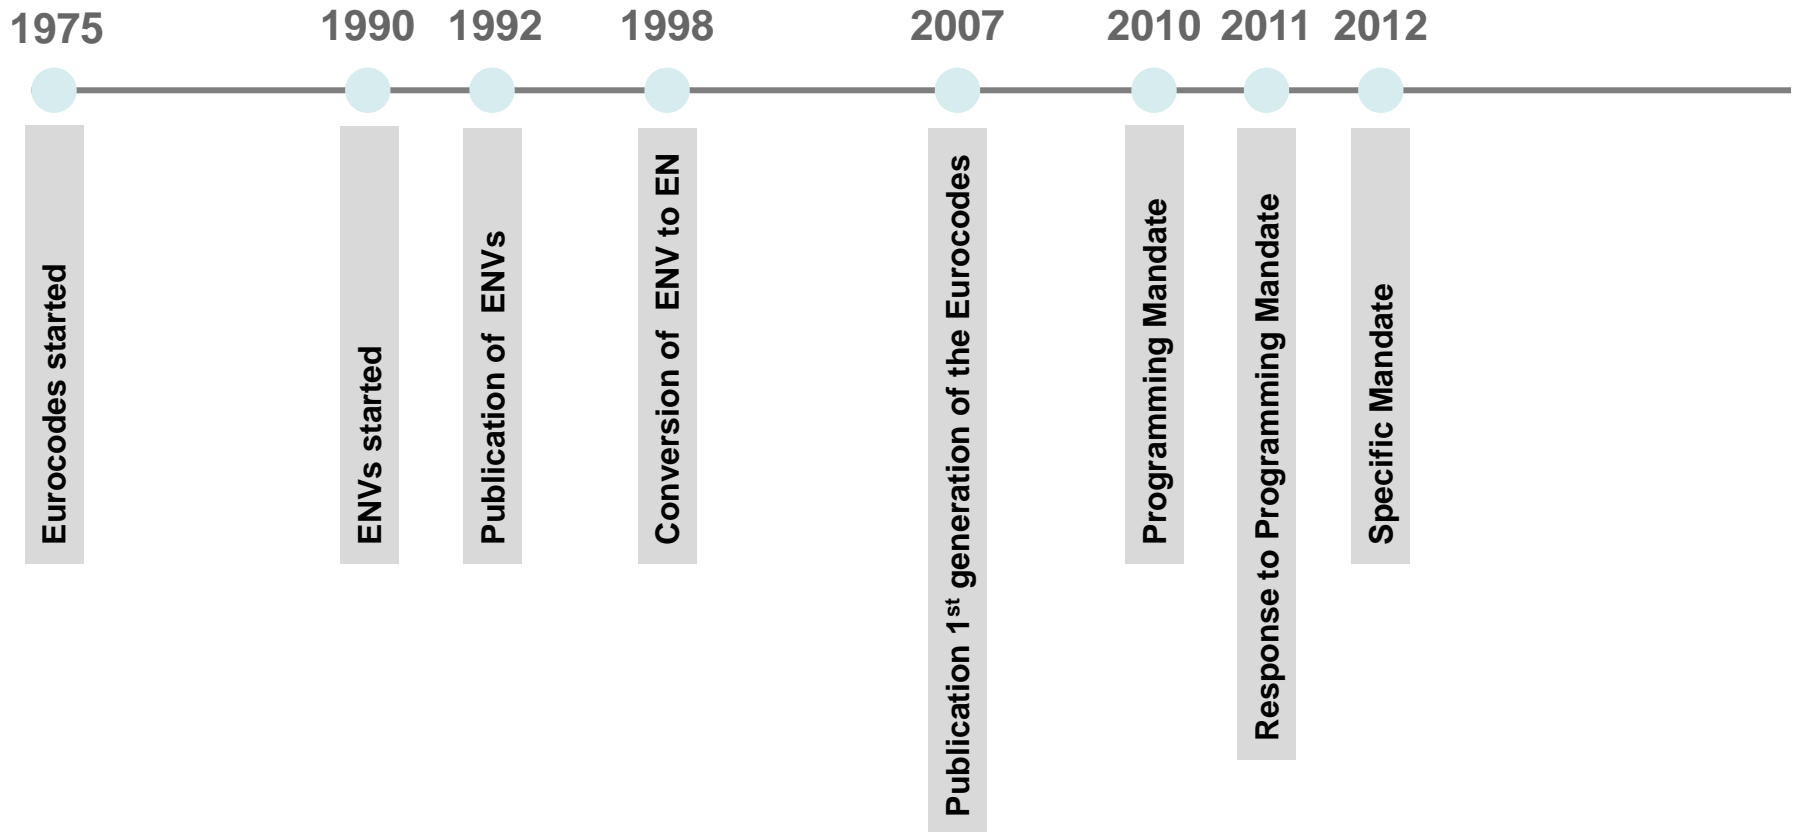 1975
1990
1992
1998
2007
2010
2011
2012
Eurocodes started
ENVs started
Publication of ENVs
Conversion of ENV to EN
Publication 1st generation of the Eurocodes
Programming Mandate
Response to Programming Mandate
Specific Mandate